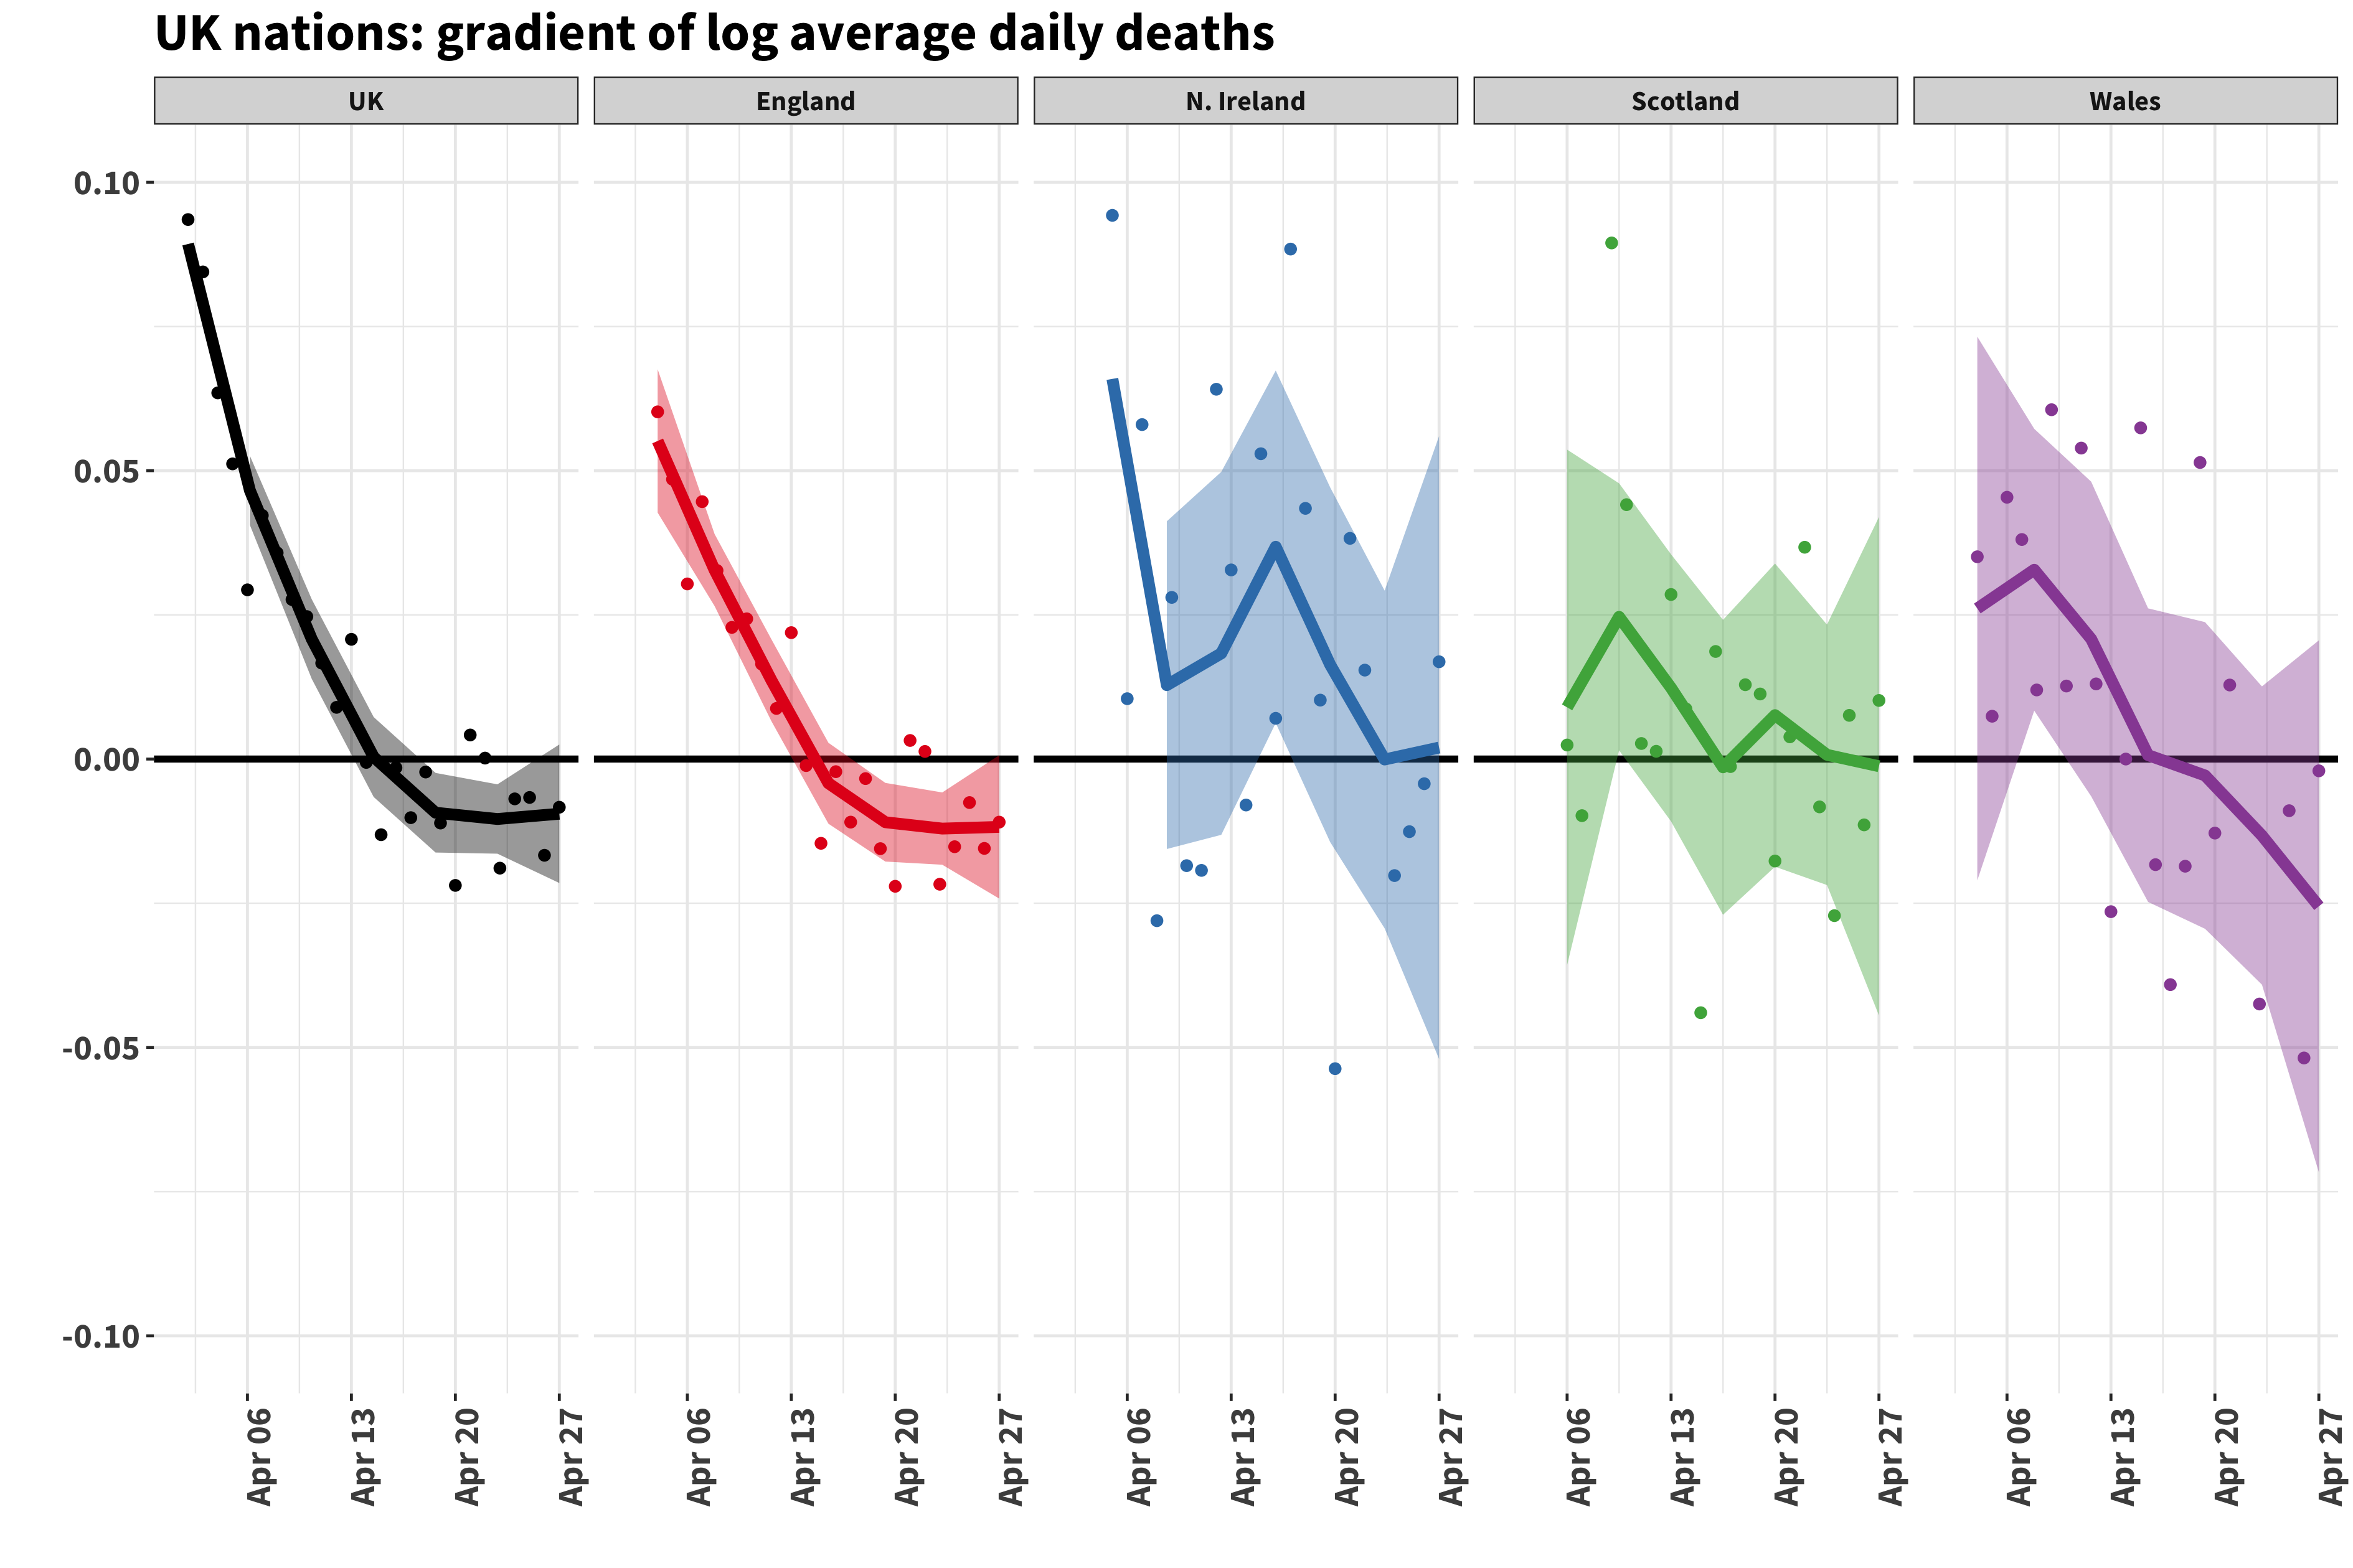 UK nations: gradient of log average daily deaths
UK
England
N. Ireland
Scotland
Wales
0.10
0.05
0.00
-0.05
-0.10
Apr 06
Apr 13
Apr 20
Apr 27
Apr 06
Apr 13
Apr 20
Apr 27
Apr 06
Apr 13
Apr 20
Apr 27
Apr 06
Apr 13
Apr 20
Apr 27
Apr 06
Apr 13
Apr 20
Apr 27